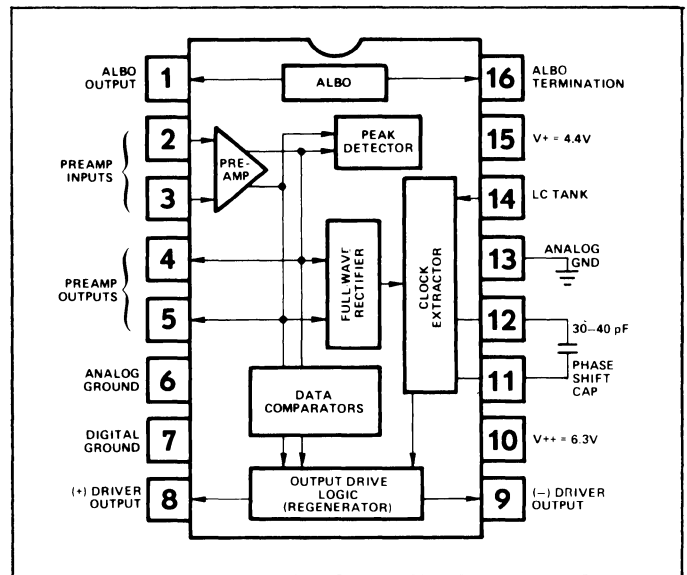 ALBO
OUTPUT
1
ALBO
16
ALBO
TERMINATION
2
PREAMP
INPUTS
3
PRE-
AMP
PEAK
DETECTOR
15
V+ = 4.4V
14
LC TANK
4
PREAMP
OUTPUTS
5
FULL-WAVE
RECTIFIER
CLOCK
EXTRACTOR
13
ANALOG
GND
12
30–40 pF
11
PHASE
SHIFT
CAP
ANALOG
GROUND
6
DATA
COMPARATORS
DIGITAL
GROUND
7
10
V++ = 6.3V
(+) DRIVER
OUTPUT
8
OUTPUT DRIVE
LOGIC
(REGENERATOR)
9
(–) DRIVER
OUTPUT